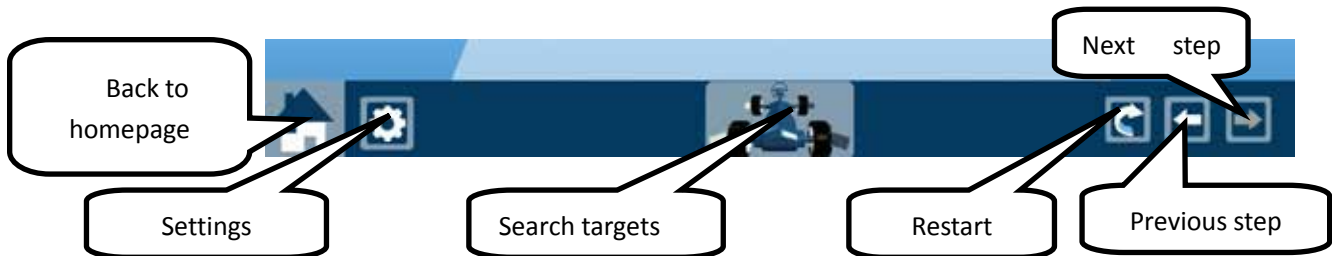 Next step
Back to
homepage
Settings
Search targets
Restart
Previous step